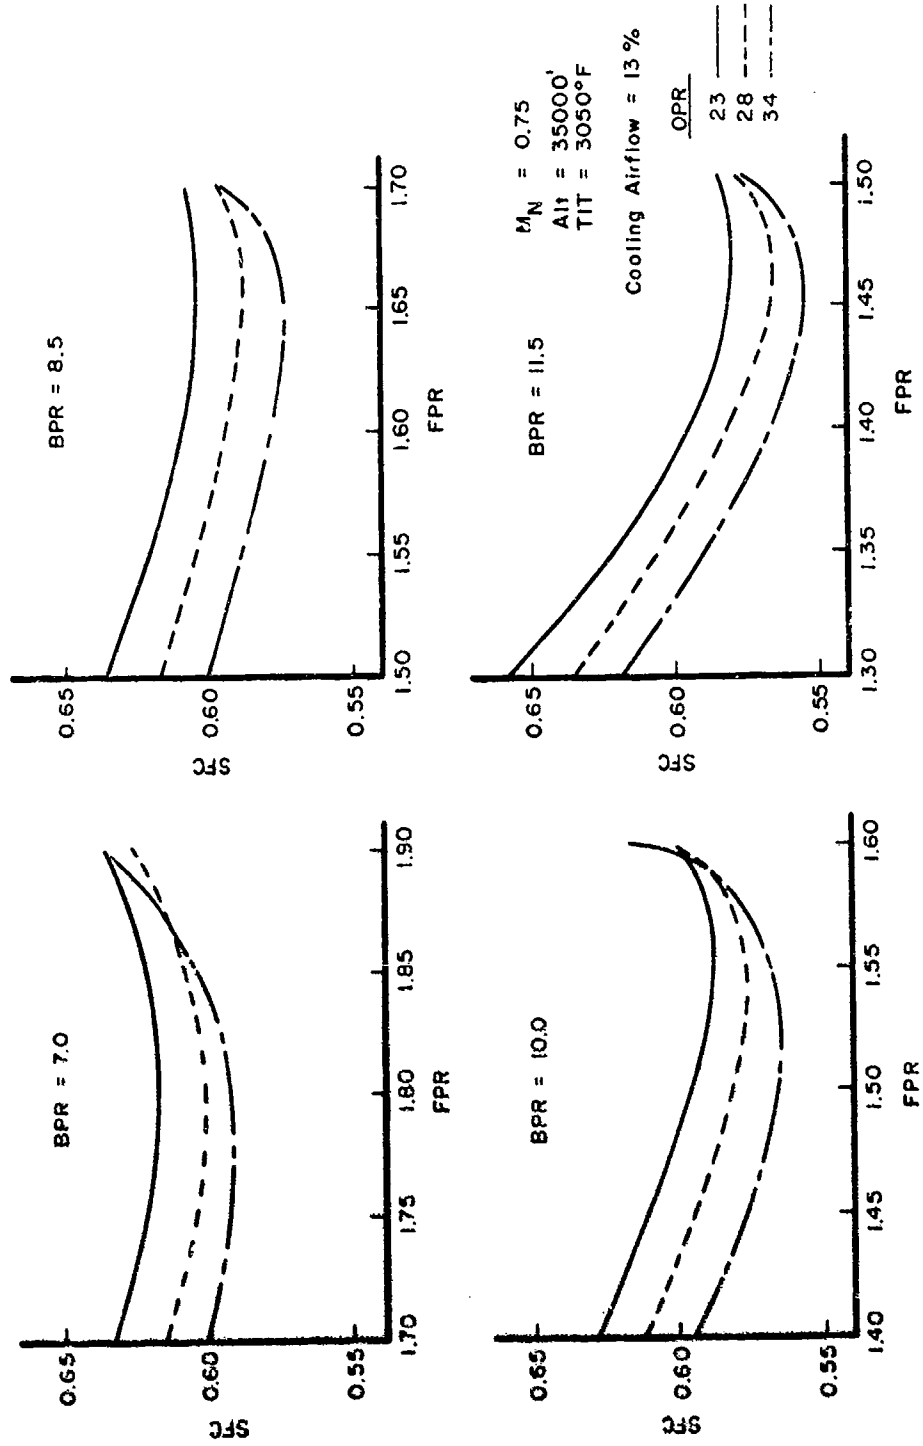 BPR = 7.0
SFC
0.65
0.60
0.55
1.70
1.75
1.80
1.85
1.90
FPR
BPR = 8.5
SFC
0.65
0.60
0.55
1.50
1.55
1.60
1.65
1.70
FPR
BPR = 10.0
SFC
0.65
0.60
0.55
1.40
1.45
1.50
1.55
1.60
FPR
BPR = 11.5
SFC
0.65
0.60
0.55
1.30
1.35
1.40
1.45
1.50
FPR
MN = 0.75
Alt = 35000'
TIT = 3050°F
Cooling Airflow = 13 %
OPR
23
28
34